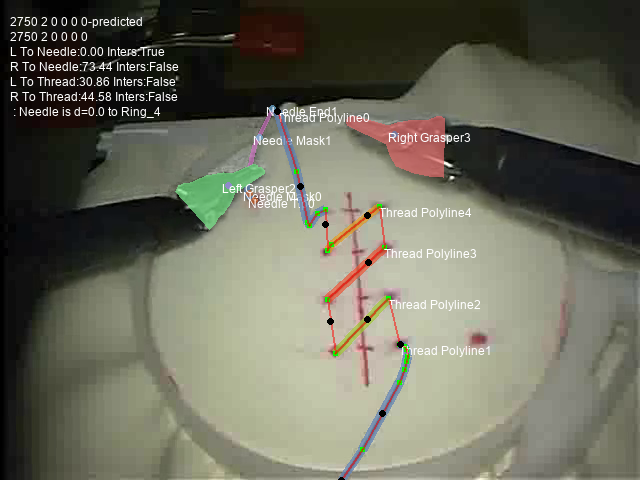 2750 2 0 0 0 0-predicted
2750 2 0 0 0 0
L To Needle:0.00 Inters:True
R To Needle:73.44 Inters:False
L To Thread:30.86 Inters:False
R To Thread:44.58 Inters:False
: Needle is d=0.0 to Ring_4
Needle End1
Thread Polyline0
Needle Mask1
Right Grasper3
Left Grasper2
Needle Mask0
Thread Polyline4
Thread Polyline3
Thread Polyline2
Thread Polyline1